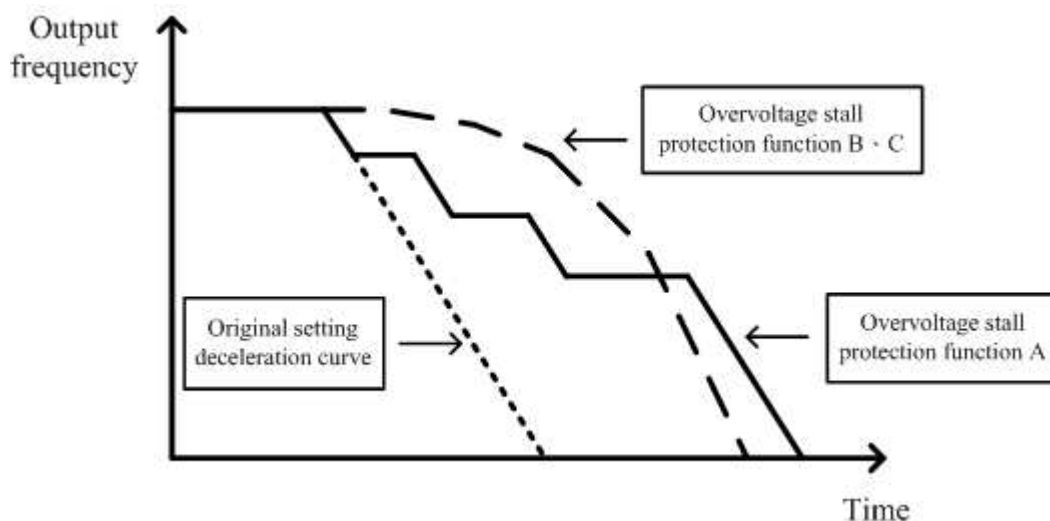 Output
frequency
Overvoltage stall
protection function B、C
Original setting
deceleration curve
Overvoltage stall
protection function A
Time